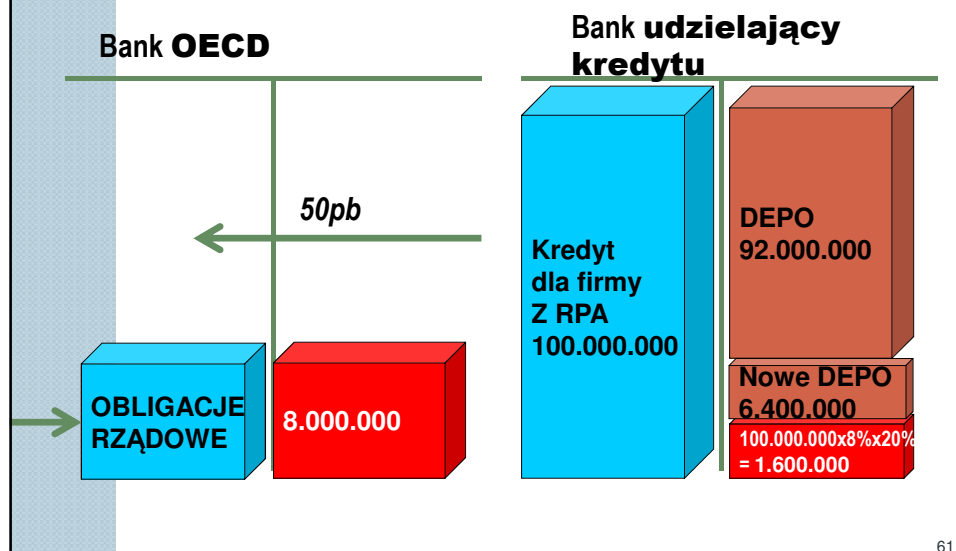 Bank OECD
Bank udzielający
kredytu
50pb
OBLIGACJE
RZĄDOWE
8.000.000
Kredyt
dla firmy
Z RPA
100.000.000
DEPO
92.000.000
Nowe DEPO
6.400.000
100.000.000x8%x20%
= 1.600.000
61